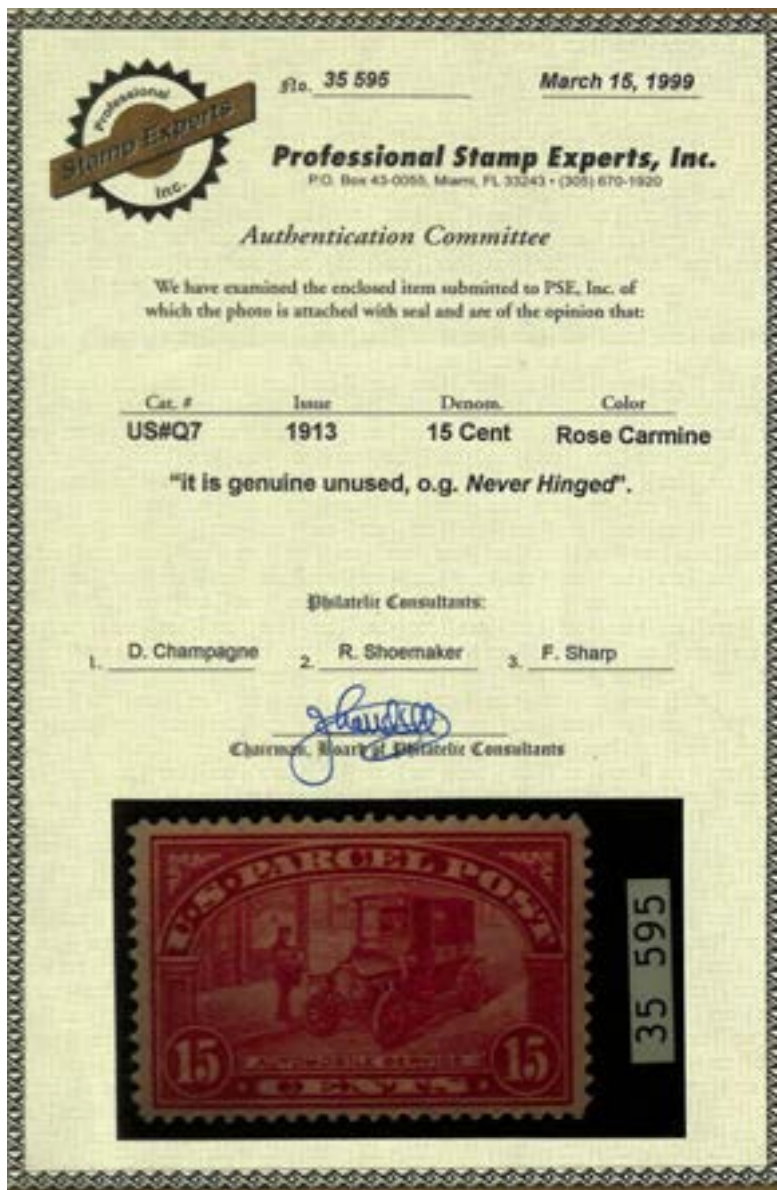 No. 35 595 March 15, 1999
Professional
Stamp Experts
Inc.
Professional Stamp Experts, Inc.
P.O. Box 43-0055, Miami, FL 33243 • (305) 670-1920
Authentication Committee
We have examined the enclosed item submitted to PSE, Inc. of
which the photo is attached with seal and are of the opinion that:
Cat. # Issue Denom. Color
US#Q7 1913 15 Cent Rose Carmine
“it is genuine unused, o.g. Never Hinged”.
Philatelic Consultants:
1. D. Champagne 2. R. Shoemaker 3. F. Sharp
Chairman, Board of Philatelic Consultants
U.S. PARCEL POST
15 15
CENTS
35 595